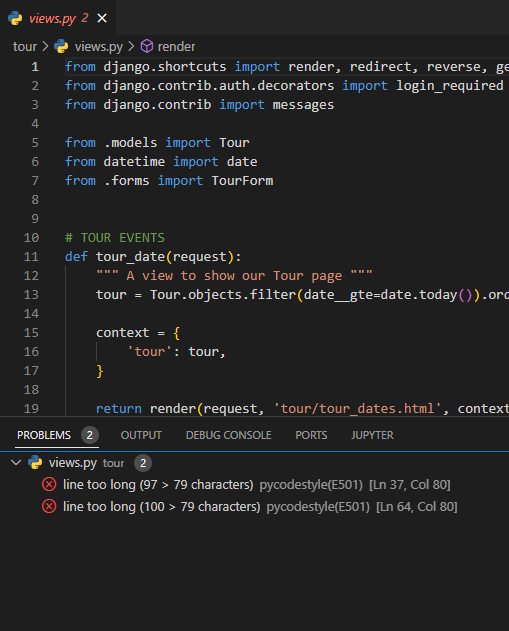 views.py 2 ×
tour > views.py > render
1 from django.shortcuts import render, redirect, reverse, ge
2 from django.contrib.auth.decorators import login_required
3 from django.contrib import messages
4
5 from .models import Tour
6 from datetime import date
7 from .forms import TourForm
8
9
10 # TOUR EVENTS
11 def tour_date(request):
12 """ A view to show our Tour page """
13 tour = Tour.objects.filter(date__gte=date.today()).ord
14
15 context = {
16 'tour': tour,
17 }
18
19 return render(request, 'tour/tour_dates.html', context
PROBLEMS 2 OUTPUT DEBUG CONSOLE PORTS JUPYTER
views.py tour 2
line too long (97 > 79 characters) pycodestyle(E501) [Ln 37, Col 80]
line too long (100 > 79 characters) pycodestyle(E501) [Ln 64, Col 80]